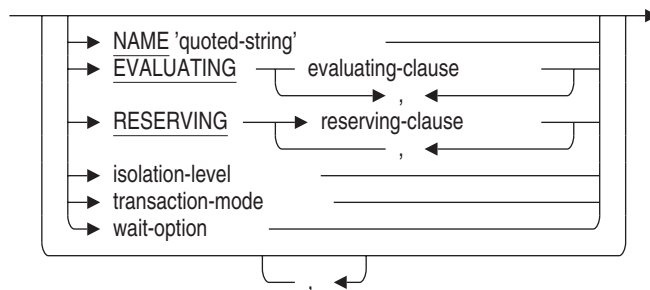 NAME 'quoted-string'
EVALUATING evaluating-clause
,
RESERVING reserving-clause
,
isolation-level
transaction-mode
wait-option
,